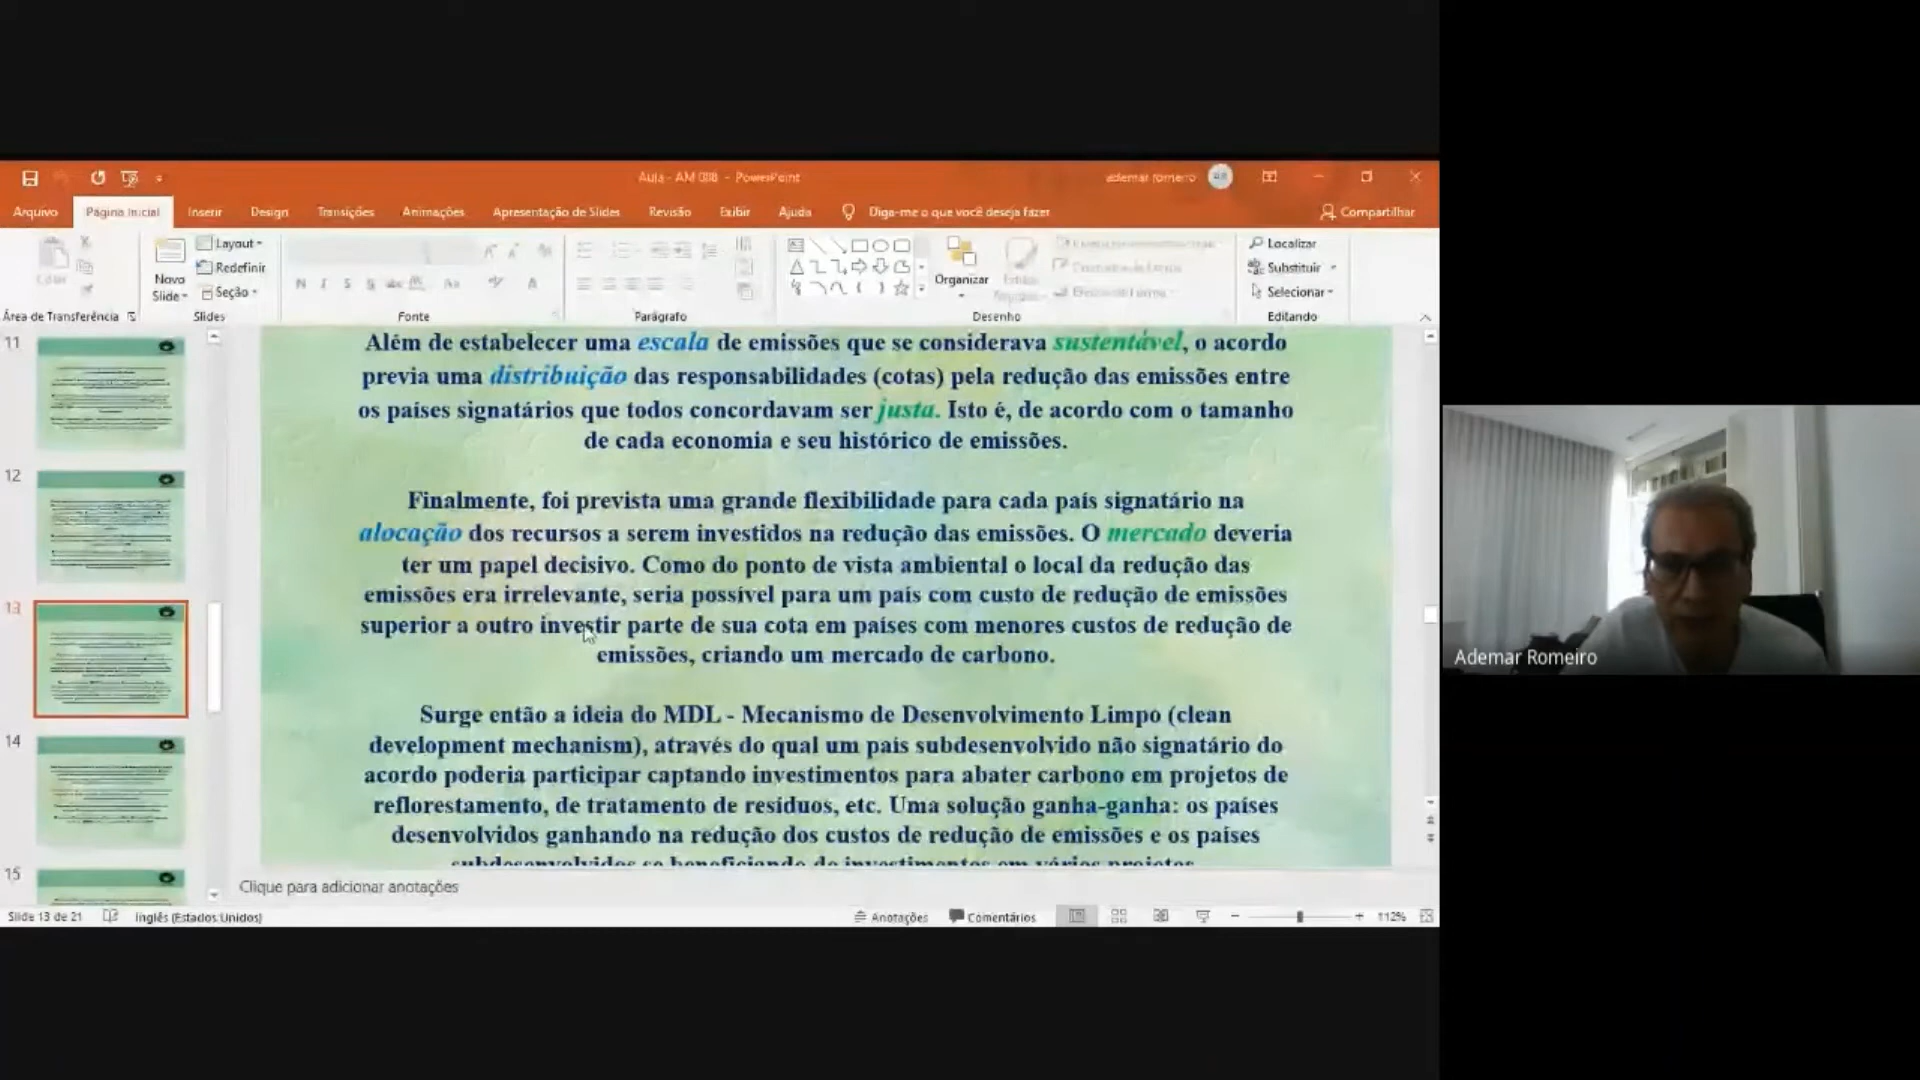 Aula - AM 088 - PowerPoint
ademar romeiro
Arquivo
Página Inicial
Inserir
Design
Transições
Animações
Apresentação de Slides
Revisão
Exibir
Ajuda
Diga-me o que você deseja fazer
Compartilhar
Colar
Novo
Slide
Layout
Redefinir
Seção
Organizar
Localizar
Substituir
Selecionar
Área de Transferência
Slides
Fonte
Parágrafo
Desenho
Editando
11
12
13
14
15
Além de estabelecer uma escala de emissões que se considerava sustentável, o acordo
previa uma distribuição das responsabilidades (cotas) pela redução das emissões entre
os países signatários que todos concordavam ser justa. Isto é, de acordo com o tamanho
de cada economia e seu histórico de emissões.
Finalmente, foi prevista uma grande flexibilidade para cada país signatário na
alocação dos recursos a serem investidos na redução das emissões. O mercado deveria
ter um papel decisivo. Como do ponto de vista ambiental o local da redução das
emissões era irrelevante, seria possível para um país com custo de redução de emissões
superior a outro investir parte de sua cota em países com menores custos de redução de
emissões, criando um mercado de carbono.
Surge então a ideia do MDL - Mecanismo de Desenvolvimento Limpo (clean
development mechanism), através do qual um país subdesenvolvido não signatário do
acordo poderia participar captando investimentos para abater carbono em projetos de
reflorestamento, de tratamento de resíduos, etc. Uma solução ganha-ganha: os países
desenvolvidos ganhando na redução dos custos de redução de emissões e os países
subdesenvolvidos se beneficiando de investimentos em vários projetos
Clique para adicionar anotações
Slide 13 de 21
Inglês (Estados Unidos)
Anotações
Comentários
112%
Ademar Romeiro